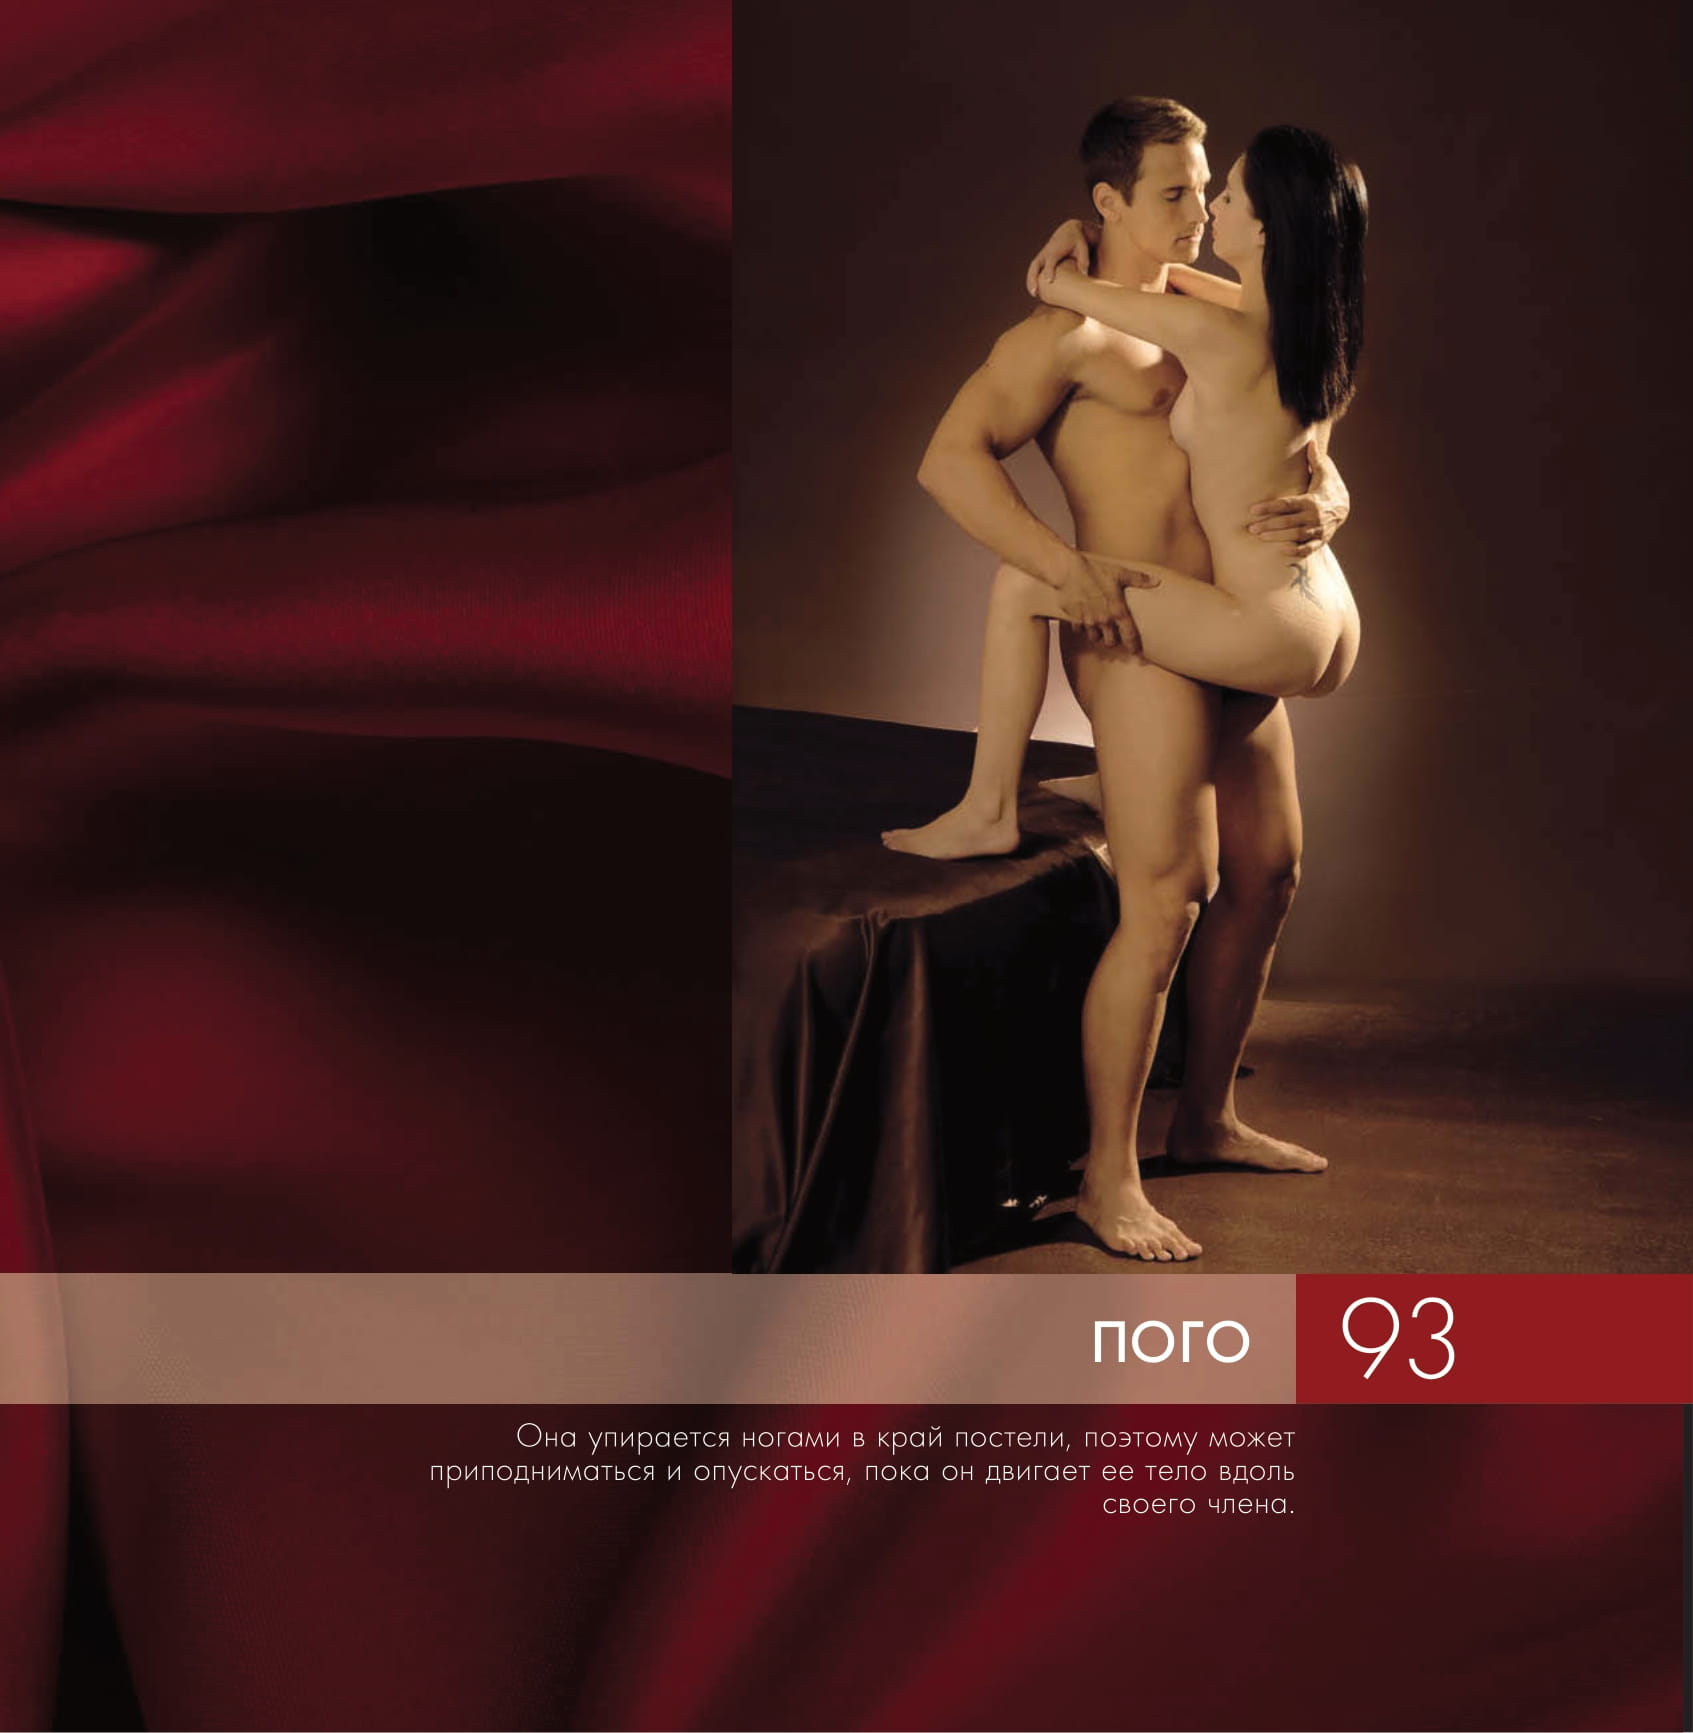 пого 93
Она упирается ногами в край постели, поэтому может
приподниматься и опускаться, пока он двигает ее тело вдоль
своего члена.